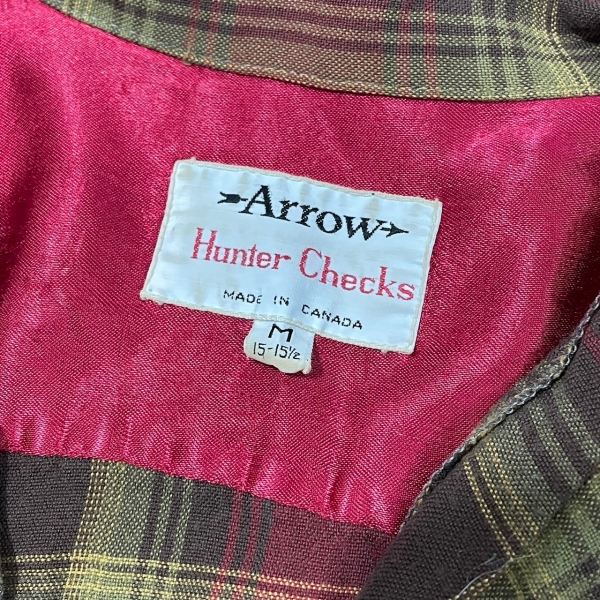 Arrow
Hunter Checks
MADE IN CANADA
M
15-15½